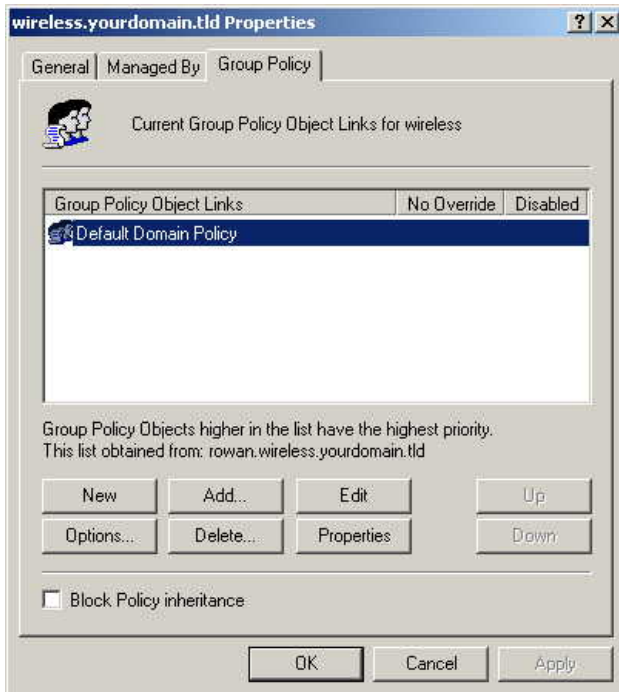 wireless.yourdomain.tld Properties
General Managed By Group Policy
Current Group Policy Object Links for wireless
Group Policy Object Links No Override Disabled
Default Domain Policy
Group Policy Objects higher in the list have the highest priority.
This list obtained from: rowan.wireless.yourdomain.tld
New Add... Edit Up
Options... Delete... Properties Down
Block Policy inheritance
OK Cancel Apply